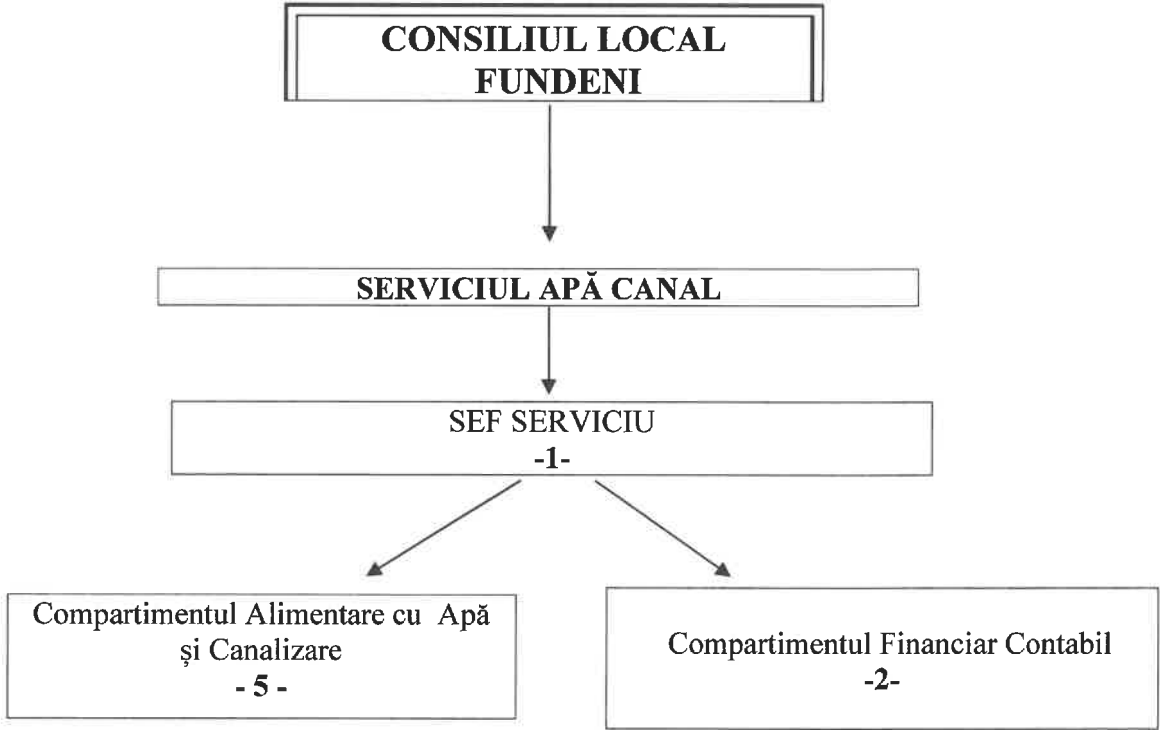 CONSILIUL LOCAL
FUNDENI
SERVICIUL APĂ CANAL
SEF SERVICIU
-1-
Compartimentul Alimentare cu Apă
și Canalizare
- 5 -
Compartimentul Financiar Contabil
-2-